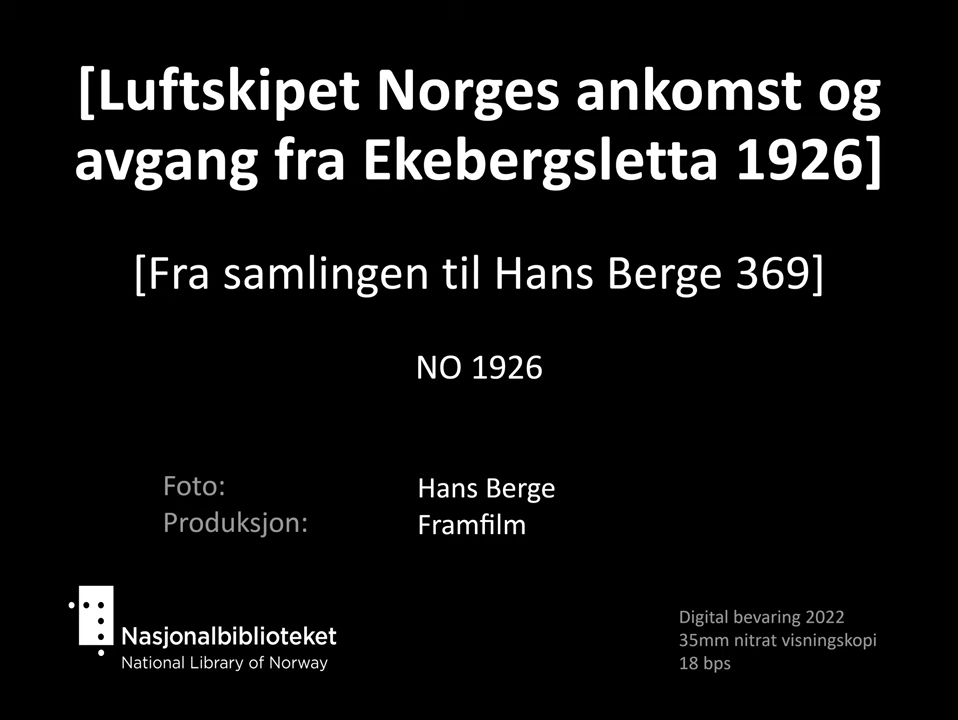 [Luftskipet Norges ankomst og
avgang fra Ekebergsletta 1926]
[Fra samlingen til Hans Berge 369]
NO 1926
Foto: Hans Berge
Produksjon: Framfilm
Nasjonalbiblioteket
National Library of Norway
Digital bevaring 2022
35mm nitrat visningskopi
18 bps